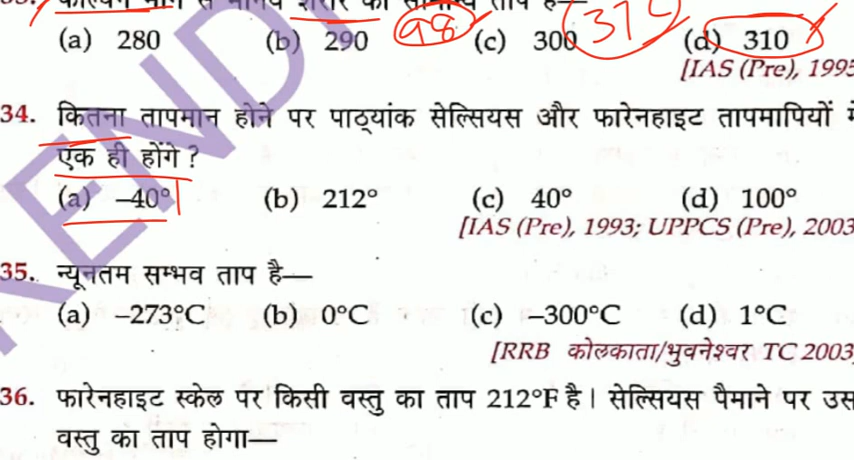 (a) 280 (b) 290 98 (c) 300 37 (d) 310
[IAS (Pre), 1995
34. कितना तापमान होने पर पाठ्यांक सेल्सियस और फारेनहाइट तापमापियों में
एक ही होंगे ?
(a) –40° (b) 212° (c) 40° (d) 100°
[IAS (Pre), 1993; UPPCS (Pre), 2003
35. न्यूनतम सम्भव ताप है—
(a) –273°C (b) 0°C (c) –300°C (d) 1°C
[RRB कोलकाता/भुवनेश्वर TC 2003
36. फारेनहाइट स्केल पर किसी वस्तु का ताप 212°F है। सेल्सियस पैमाने पर उस
वस्तु का ताप होगा—